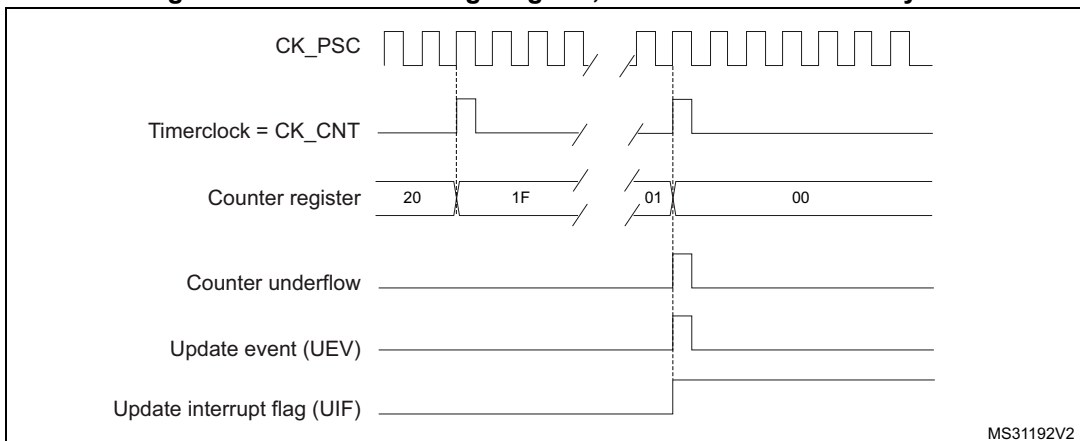 CK_PSC
Timerclock = CK_CNT
Counter register 20 1F 01 00
Counter underflow
Update event (UEV)
Update interrupt flag (UIF)
MS31192V2